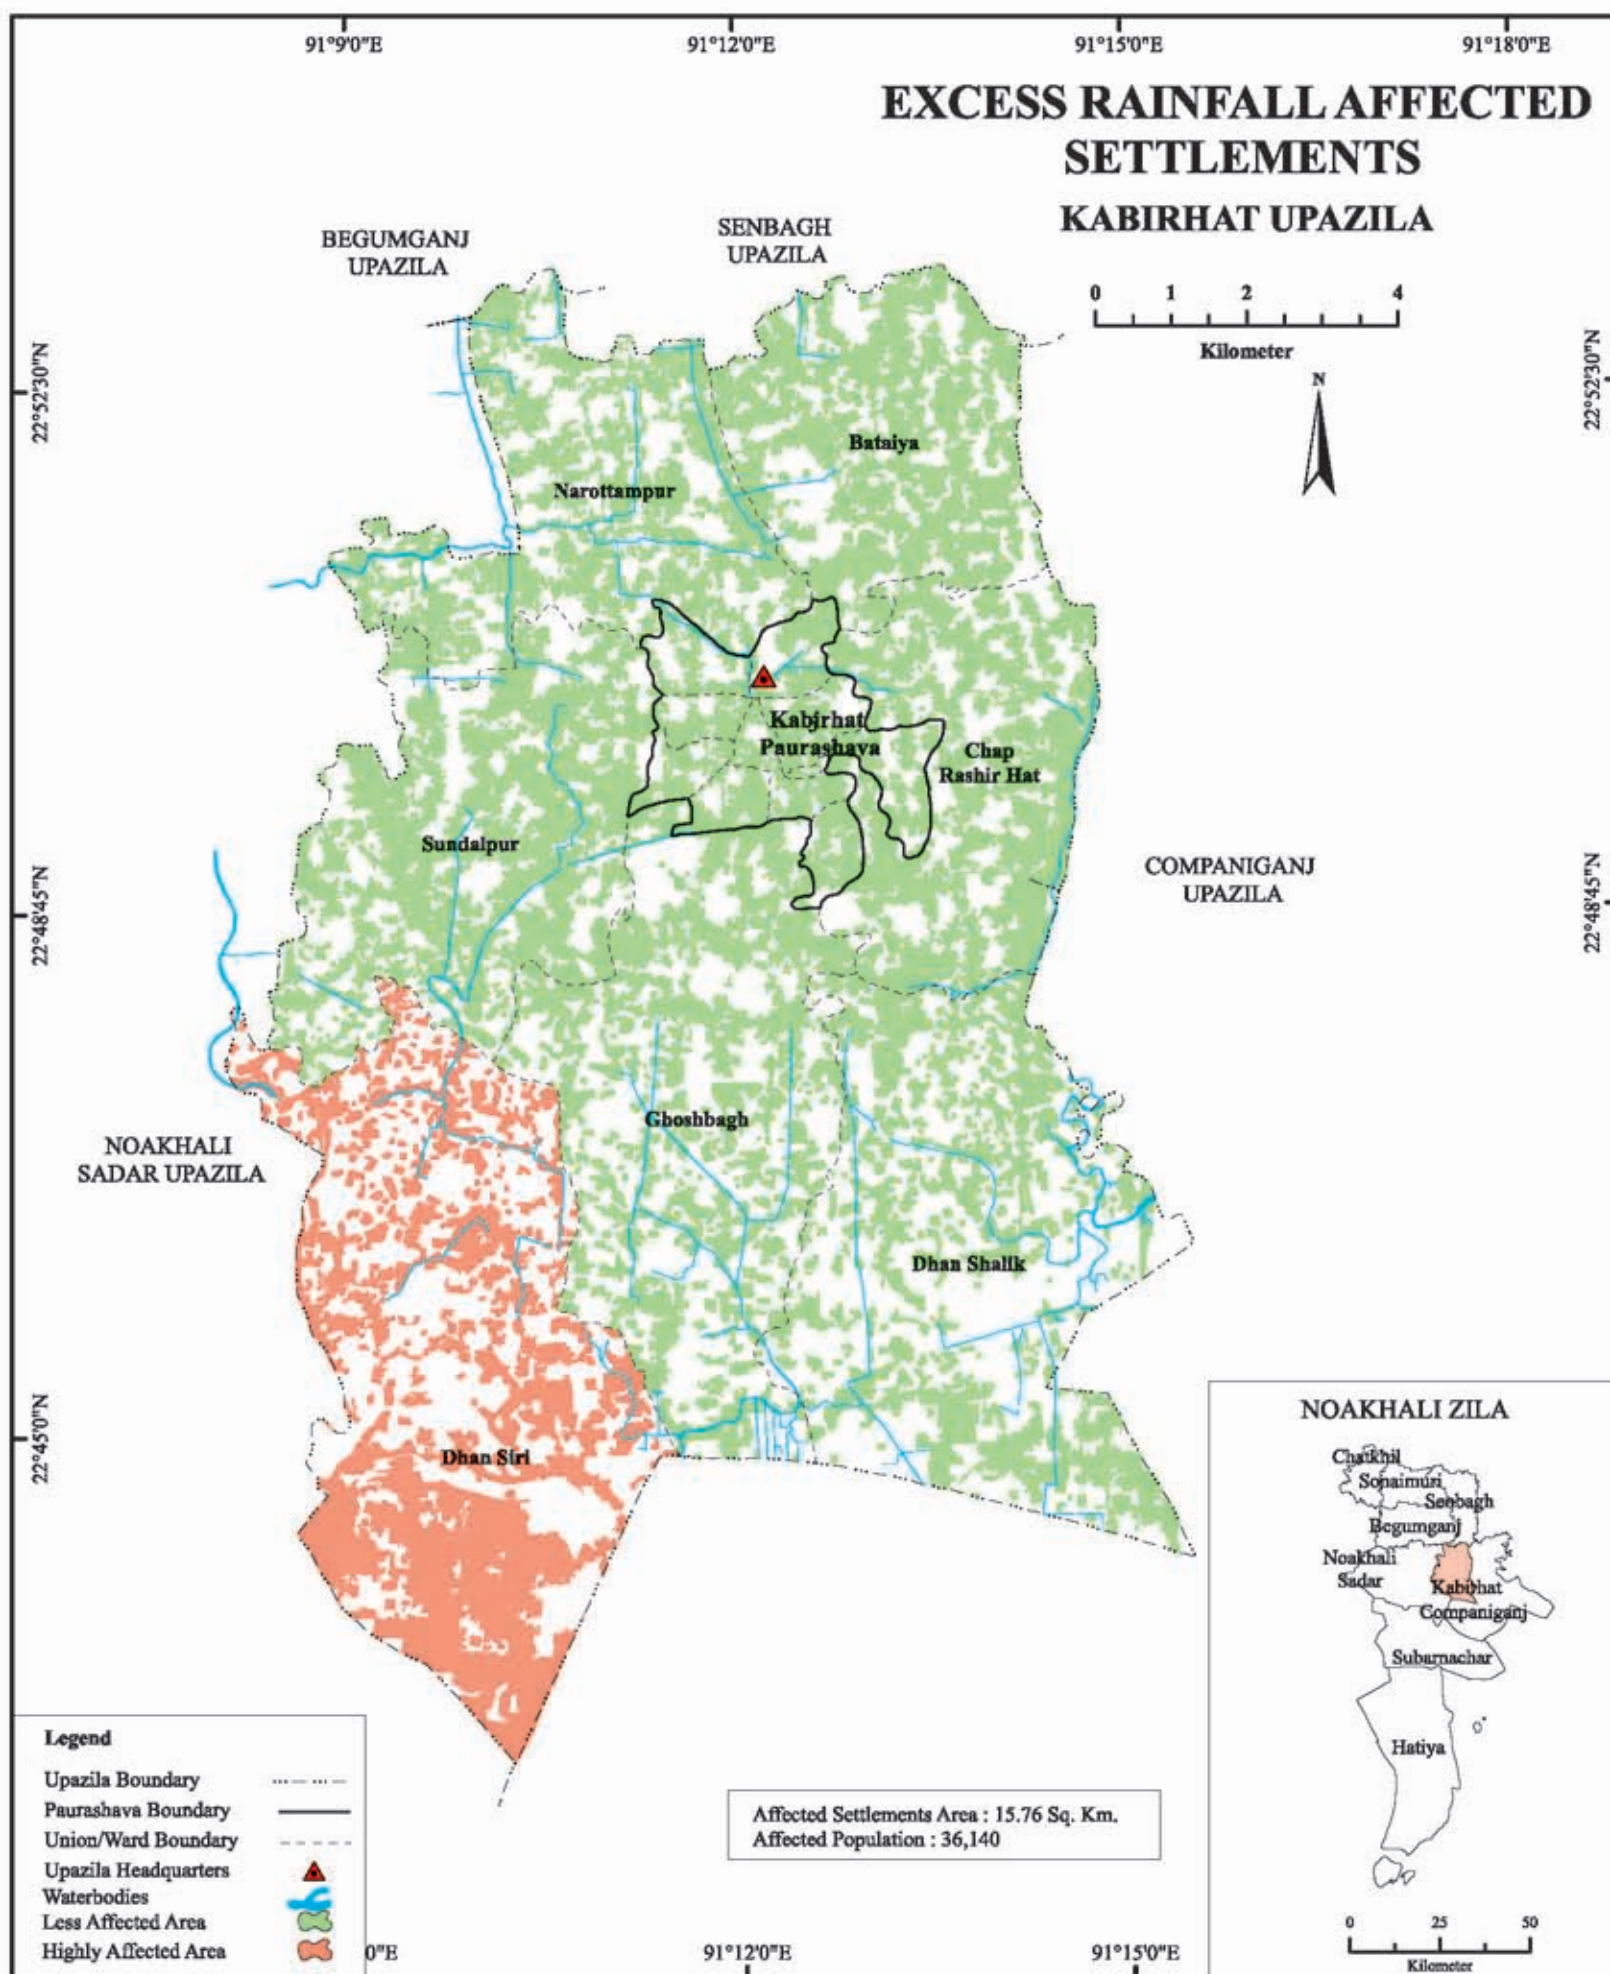 91°9'0"E
91°12'0"E
91°15'0"E
91°18'0"E
EXCESS RAINFALL AFFECTED
SETTLEMENTS
KABIRHAT UPAZILA
BEGUMGANJ
UPAZILA
SENBAGH
UPAZILA
0 1 2 4
Kilometer
N
22°52'30"N
22°52'30"N
Bataiya
Narottampur
Kabirhat
Paurashava
Chap
Rashir Hat
Sundalpur
COMPANIGANJ
UPAZILA
22°48'45"N
22°48'45"N
Ghoshbagh
NOAKHALI
SADAR UPAZILA
Dhan Shalik
22°45'0"N
Dhan Siri
NOAKHALI ZILA
Chatkhil
Sonaimuri
Senbagh
Begumganj
Noakhali
Sadar
Kabirhat
Companiganj
Subarnachar
Hatiya
0 25 50
Kilometer
Legend
Upazila Boundary
Paurashava Boundary
Union/Ward Boundary
Upazila Headquarters
Waterbodies
Less Affected Area
Highly Affected Area
Affected Settlements Area : 15.76 Sq. Km.
Affected Population : 36,140
0"E
91°12'0"E
91°15'0"E